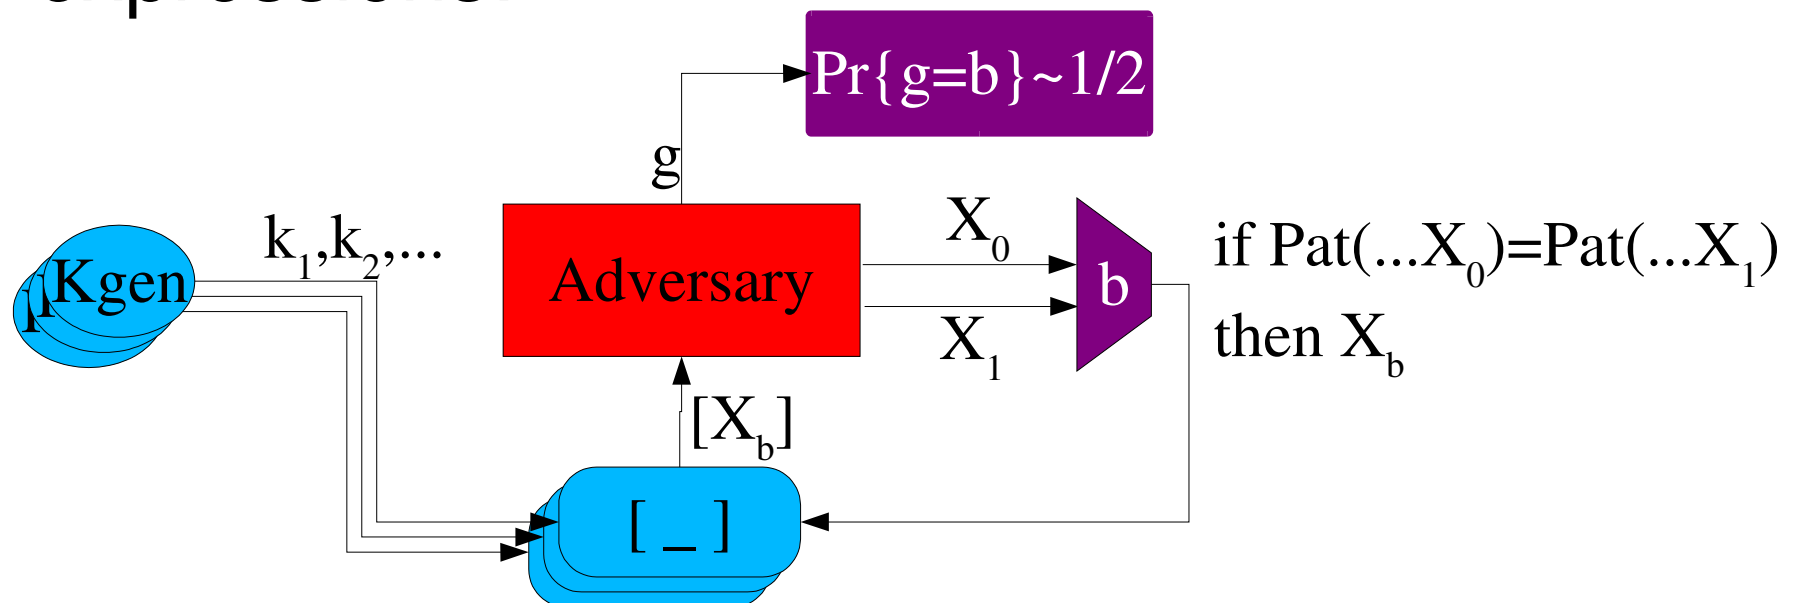 Pr{g=b}~1/2
g
k1,k2,...
Kgen
Adversary
X0
X1
b
if Pat(...X0)=Pat(...X1)
then Xb
[Xb]
[ _ ]